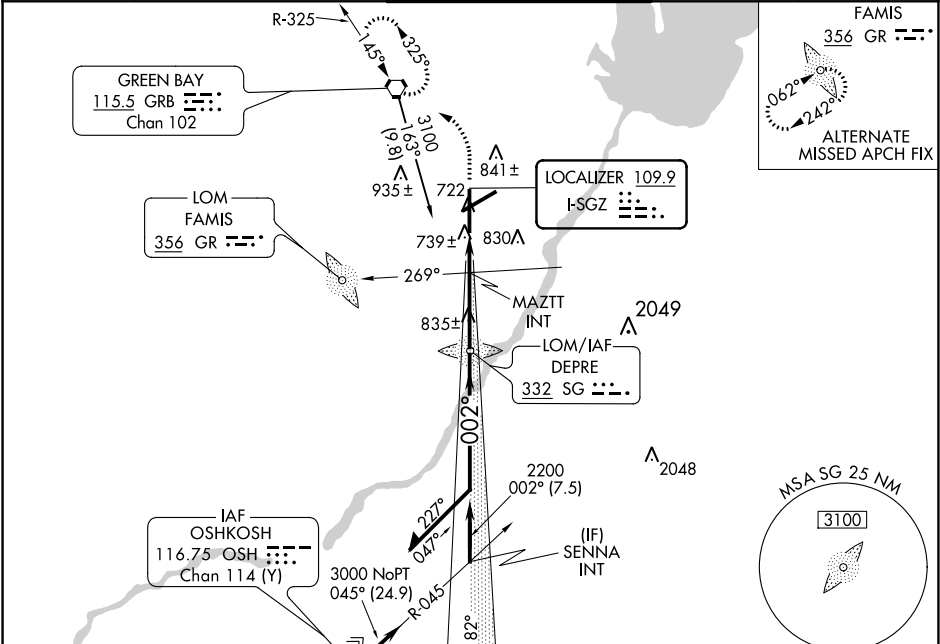 R-325
145°
325°
GREEN BAY
115.5 GRB
Chan 102
3100
163°
(9.8)
935±
722
841±
LOCALIZER 109.9
I-SGZ
LOM
FAMIS
356 GR
739±
830
269°
MAZTT
INT
835±
2049
LOM/IAF
DEPRE
332 SG
002°
2048
227°
047°
2200
002° (7.5)
(IF)
SENNA
INT
IAF
OSHKOSH
116.75 OSH
Chan 114 (Y)
3000 NoPT
045° (24.9)
R-045
82°
FAMIS
356 GR
062°
242°
ALTERNATE
MISSED APCH FIX
MSA SG 25 NM
3100